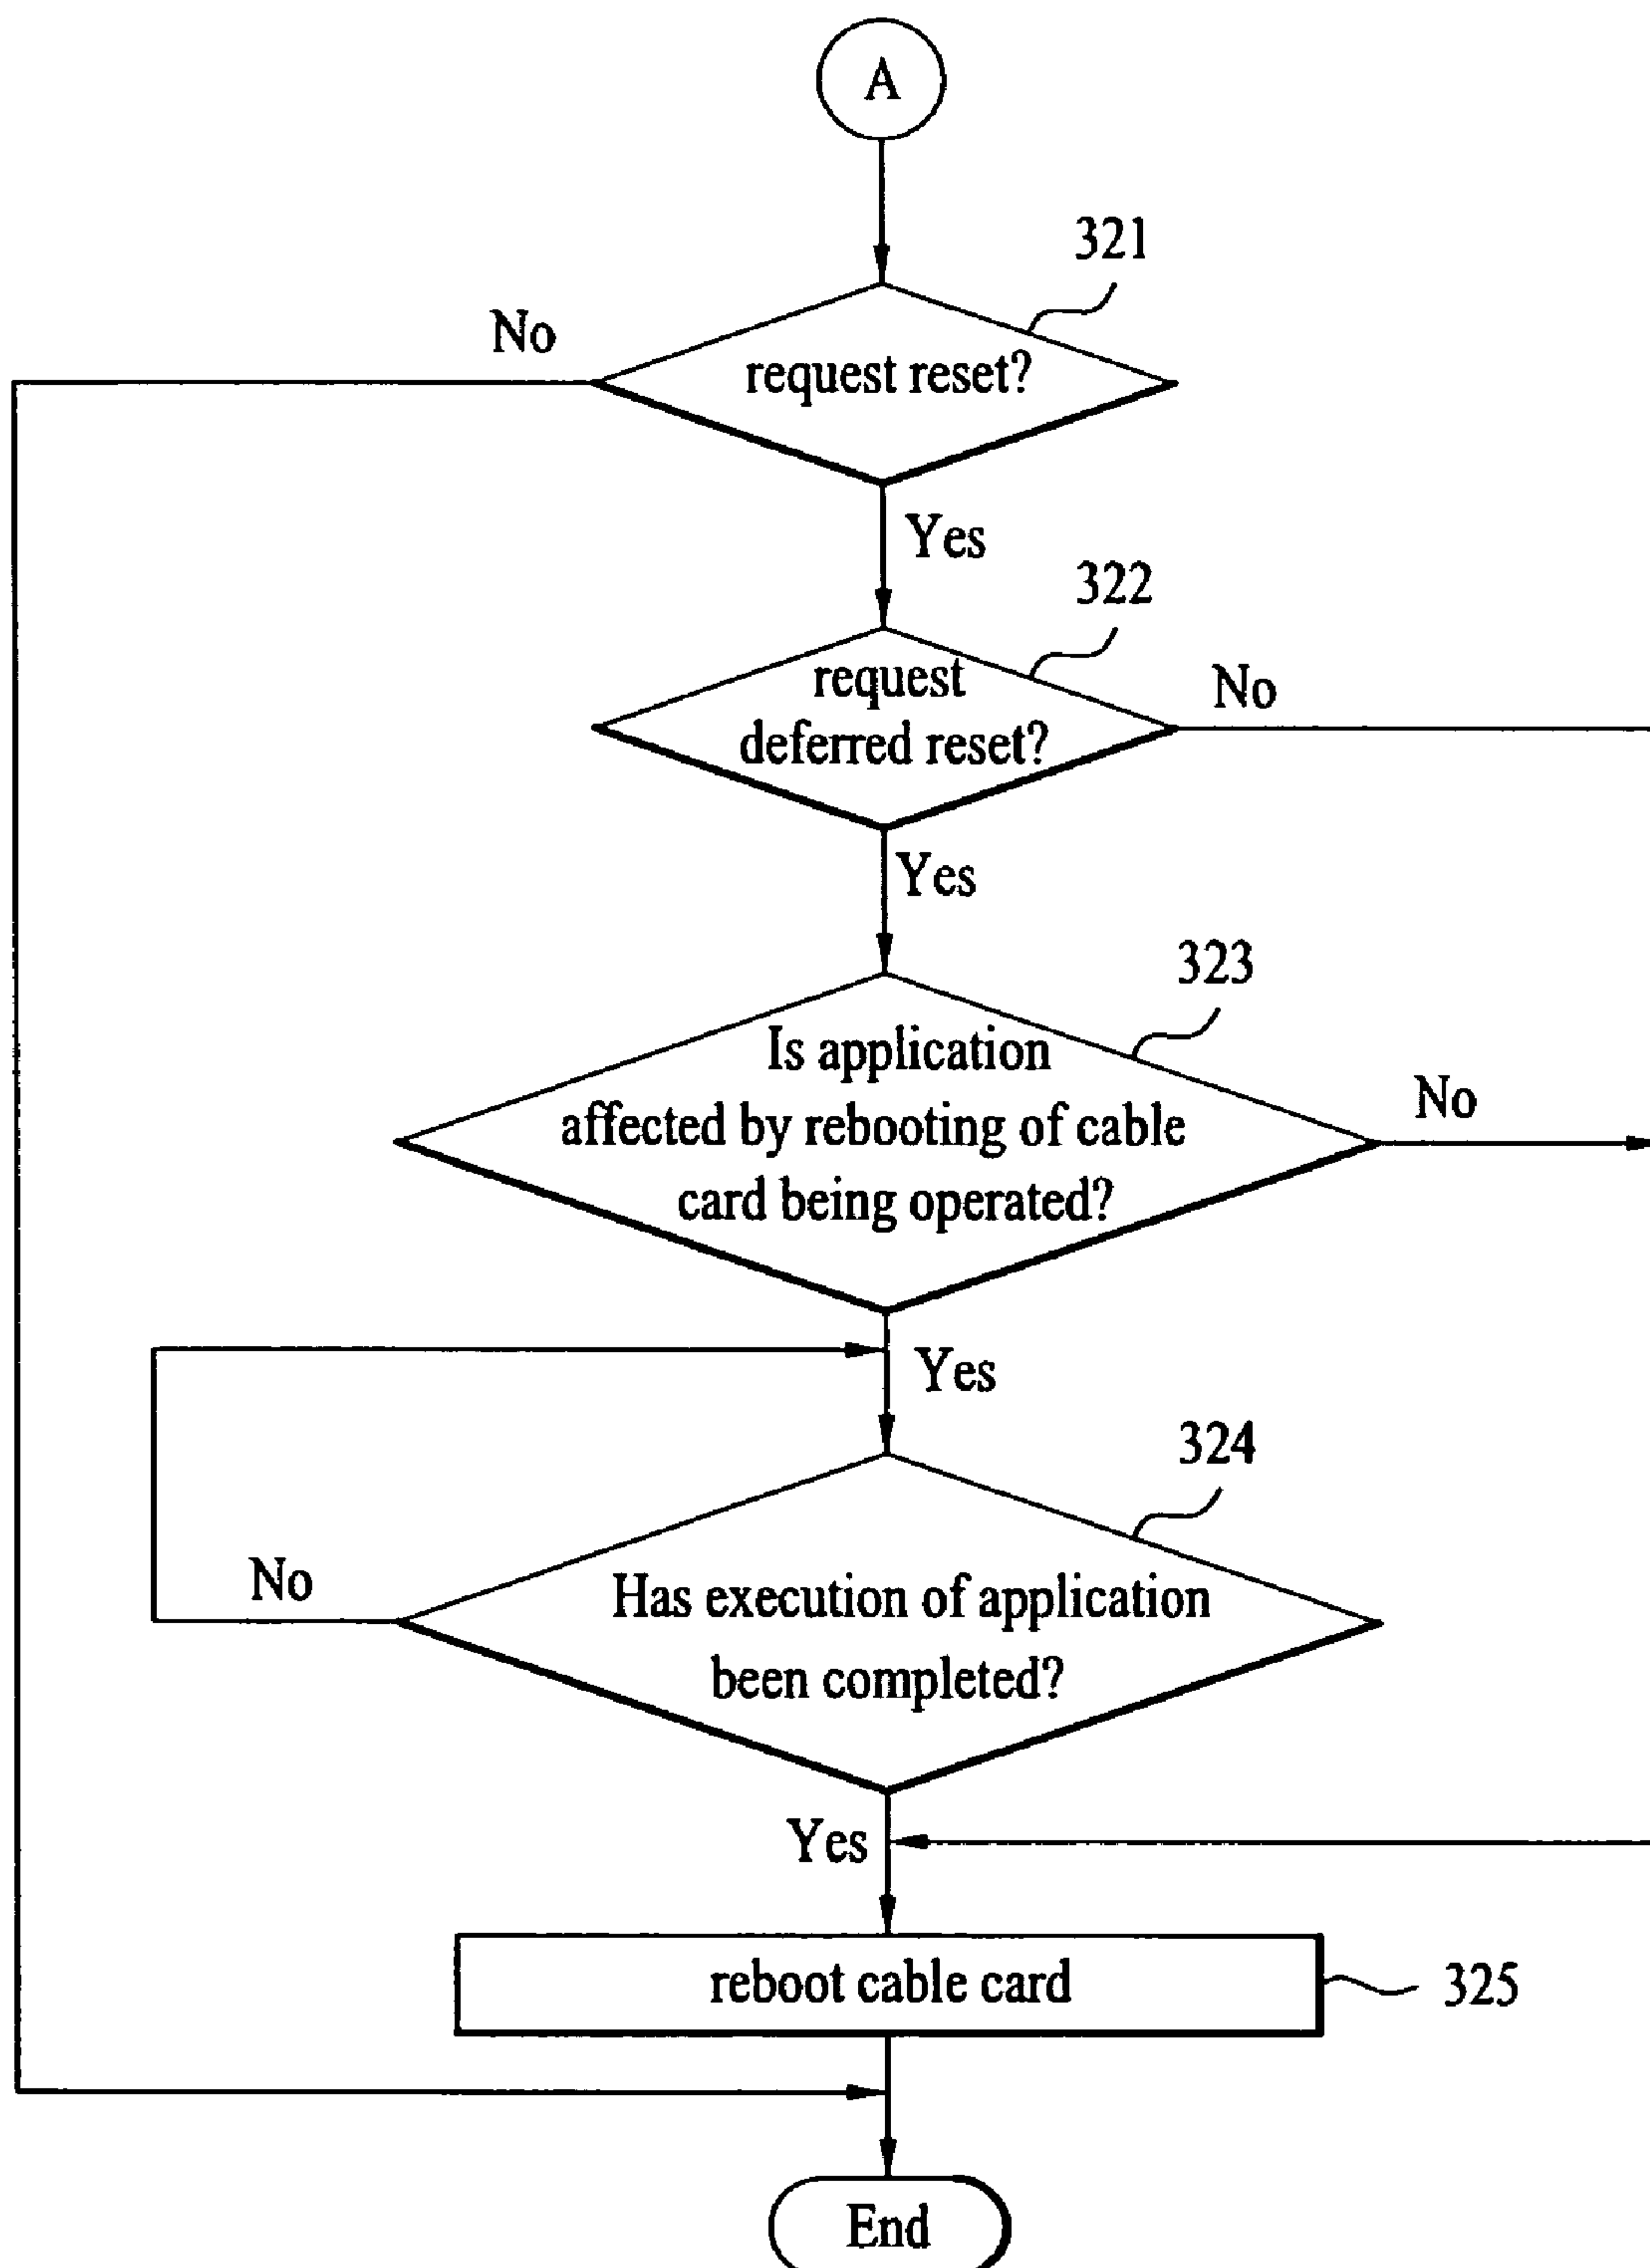 A
321
No
request reset?
Yes
322
request
deferred reset?
No
Yes
323
Is application
affected by rebooting of cable
card being operated?
No
Yes
324
No
Has execution of application
been completed?
Yes
reboot cable card
325
End